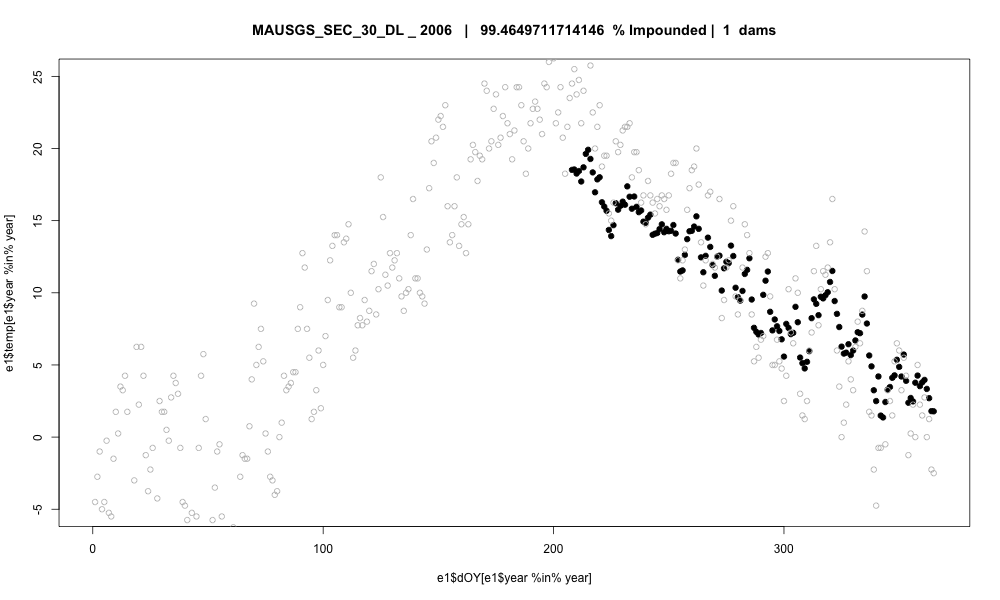 MAUSGS_SEC_30_DL _ 2006 | 99.4649711714146 % Impounded | 1 dams
e1$temp[e1$year %in% year]
25
20
15
10
5
0
-5
0 100 200 300
e1$dOY[e1$year %in% year]